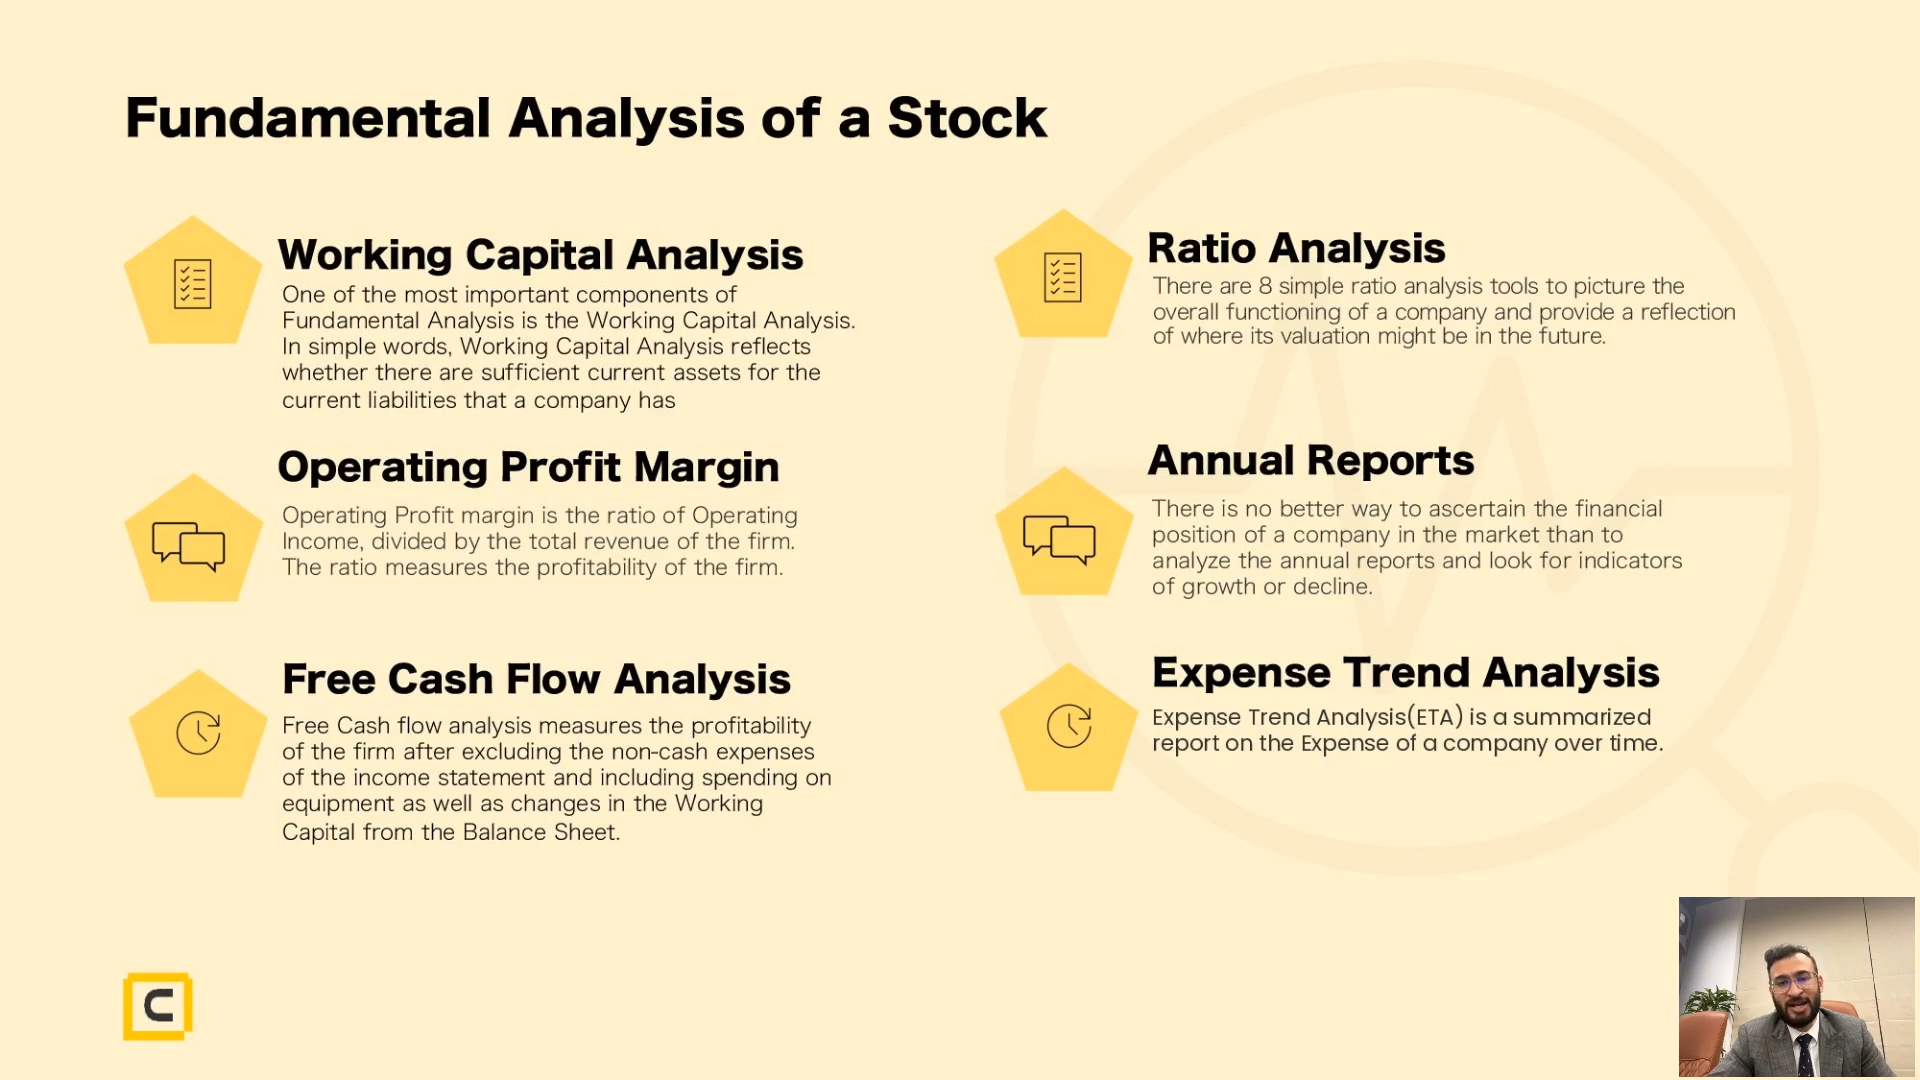 Fundamental Analysis of a Stock
Working Capital Analysis
One of the most important components of
Fundamental Analysis is the Working Capital Analysis.
In simple words, Working Capital Analysis reflects
whether there are sufficient current assets for the
current liabilities that a company has
Operating Profit Margin
Operating Profit margin is the ratio of Operating
Income, divided by the total revenue of the firm.
The ratio measures the profitability of the firm.
Free Cash Flow Analysis
Free Cash flow analysis measures the profitability
of the firm after excluding the non-cash expenses
of the income statement and including spending on
equipment as well as changes in the Working
Capital from the Balance Sheet.
Ratio Analysis
There are 8 simple ratio analysis tools to picture the
overall functioning of a company and provide a reflection
of where its valuation might be in the future.
Annual Reports
There is no better way to ascertain the financial
position of a company in the market than to
analyze the annual reports and look for indicators
of growth or decline.
Expense Trend Analysis
Expense Trend Analysis(ETA) is a summarized
report on the Expense of a company over time.
C